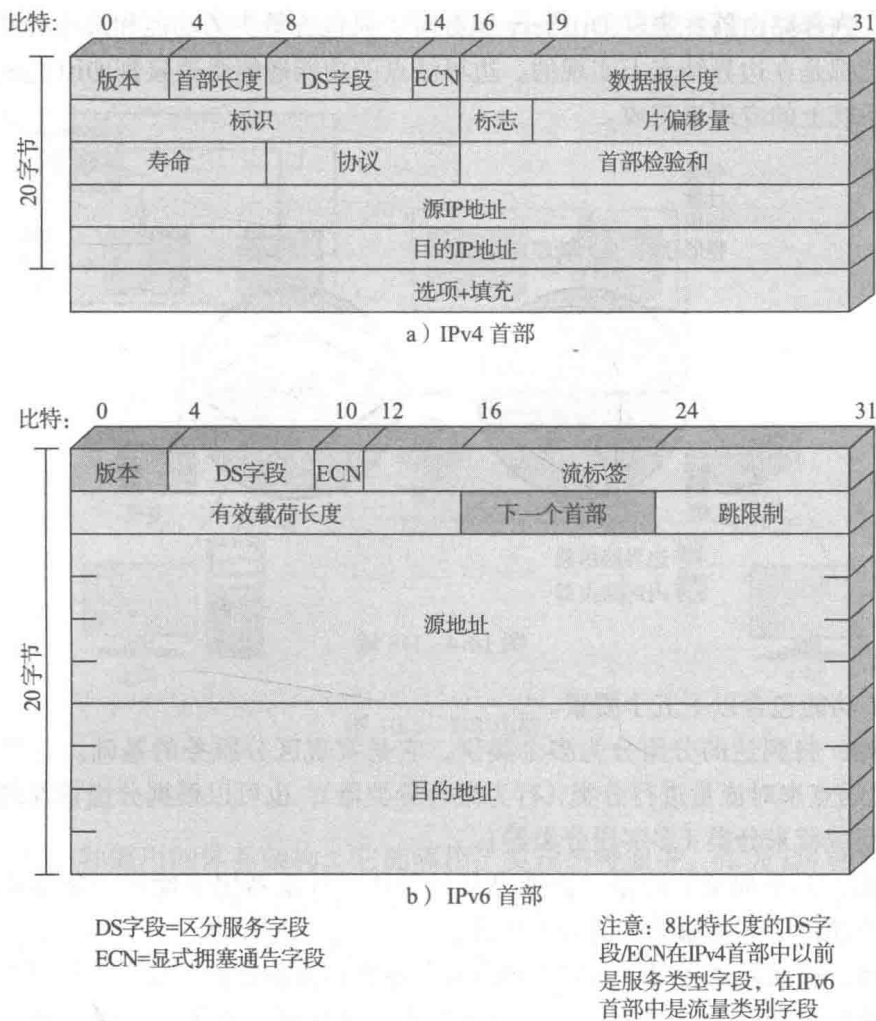 比特: 0 4 8 14 16 19 31
版本 首部长度 DS字段 ECN 数据报长度
标识 标志 片偏移量
寿命 协议 首部检验和
源IP地址
目的IP地址
选项+填充
20字节
a）IPv4 首部
比特: 0 4 10 12 16 24 31
版本 DS字段 ECN 流标签
有效载荷长度 下一个首部 跳限制
源地址
目的地址
20字节
b）IPv6 首部
DS字段=区分服务字段
ECN=显式拥塞通告字段
注意：8比特长度的DS字
段/ECN在IPv4首部中以前
是服务类型字段，在IPv6
首部中是流量类别字段